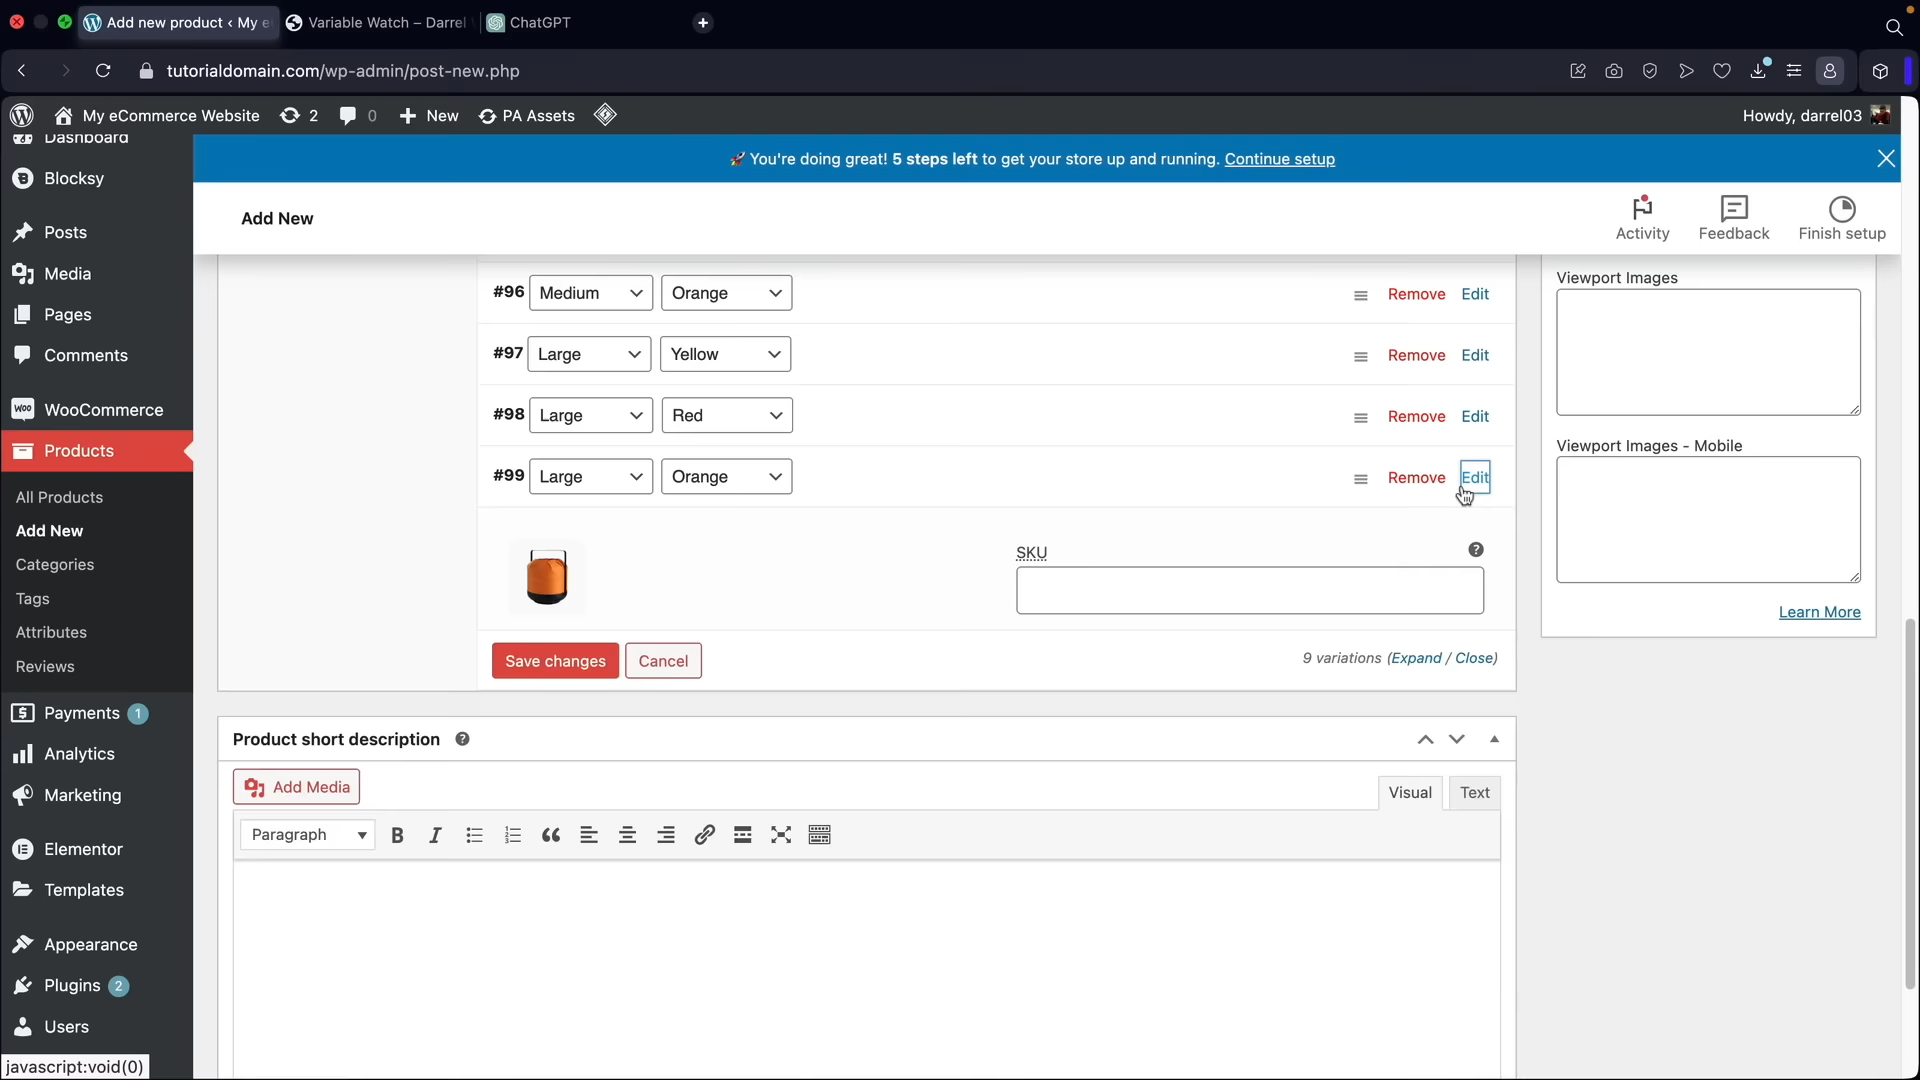 Add new product ‹ My e
Variable Watch – Darrel
ChatGPT
tutorialdomain.com/wp-admin/post-new.php
My eCommerce Website
2
0
New
PA Assets
Howdy, darrel03
Dashboard
Blocksy
Posts
Media
Pages
Comments
WooCommerce
Products
All Products
Add New
Categories
Tags
Attributes
Reviews
Payments 1
Analytics
Marketing
Elementor
Templates
Appearance
Plugins 2
Users
javascript:void(0)
🚀 You're doing great! 5 steps left to get your store up and running. Continue setup
Add New
Activity
Feedback
Finish setup
#96 Medium Orange Remove Edit
#97 Large Yellow Remove Edit
#98 Large Red Remove Edit
#99 Large Orange Remove Edit
SKU
Save changes
Cancel
9 variations (Expand / Close)
Product short description
Add Media
Visual
Text
Paragraph
Viewport Images
Viewport Images - Mobile
Learn More